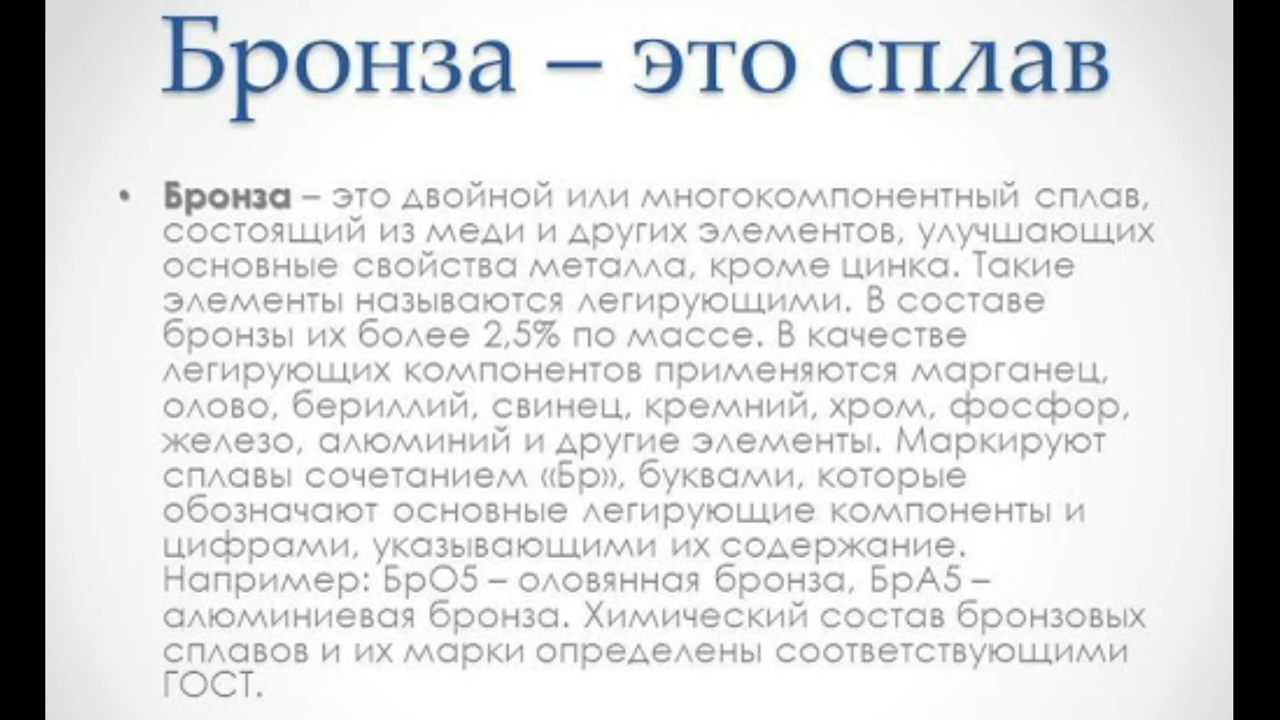 Бронза – это сплав
• Бронза – это двойной или многокомпонентный сплав,
состоящий из меди и других элементов, улучшающих
основные свойства металла, кроме цинка. Такие
элементы называются легирующими. В составе
бронзы их более 2,5% по массе. В качестве
легирующих компонентов применяются марганец,
олово, бериллий, свинец, кремний, хром, фосфор,
железо, алюминий и другие элементы. Маркируют
сплавы сочетанием «Бр», буквами, которые
обозначают основные легирующие компоненты и
цифрами, указывающими их содержание.
Например: БрО5 – оловянная бронза, БрА5 –
алюминиевая бронза. Химический состав бронзовых
сплавов и их марки определены соответствующими
ГОСТ.